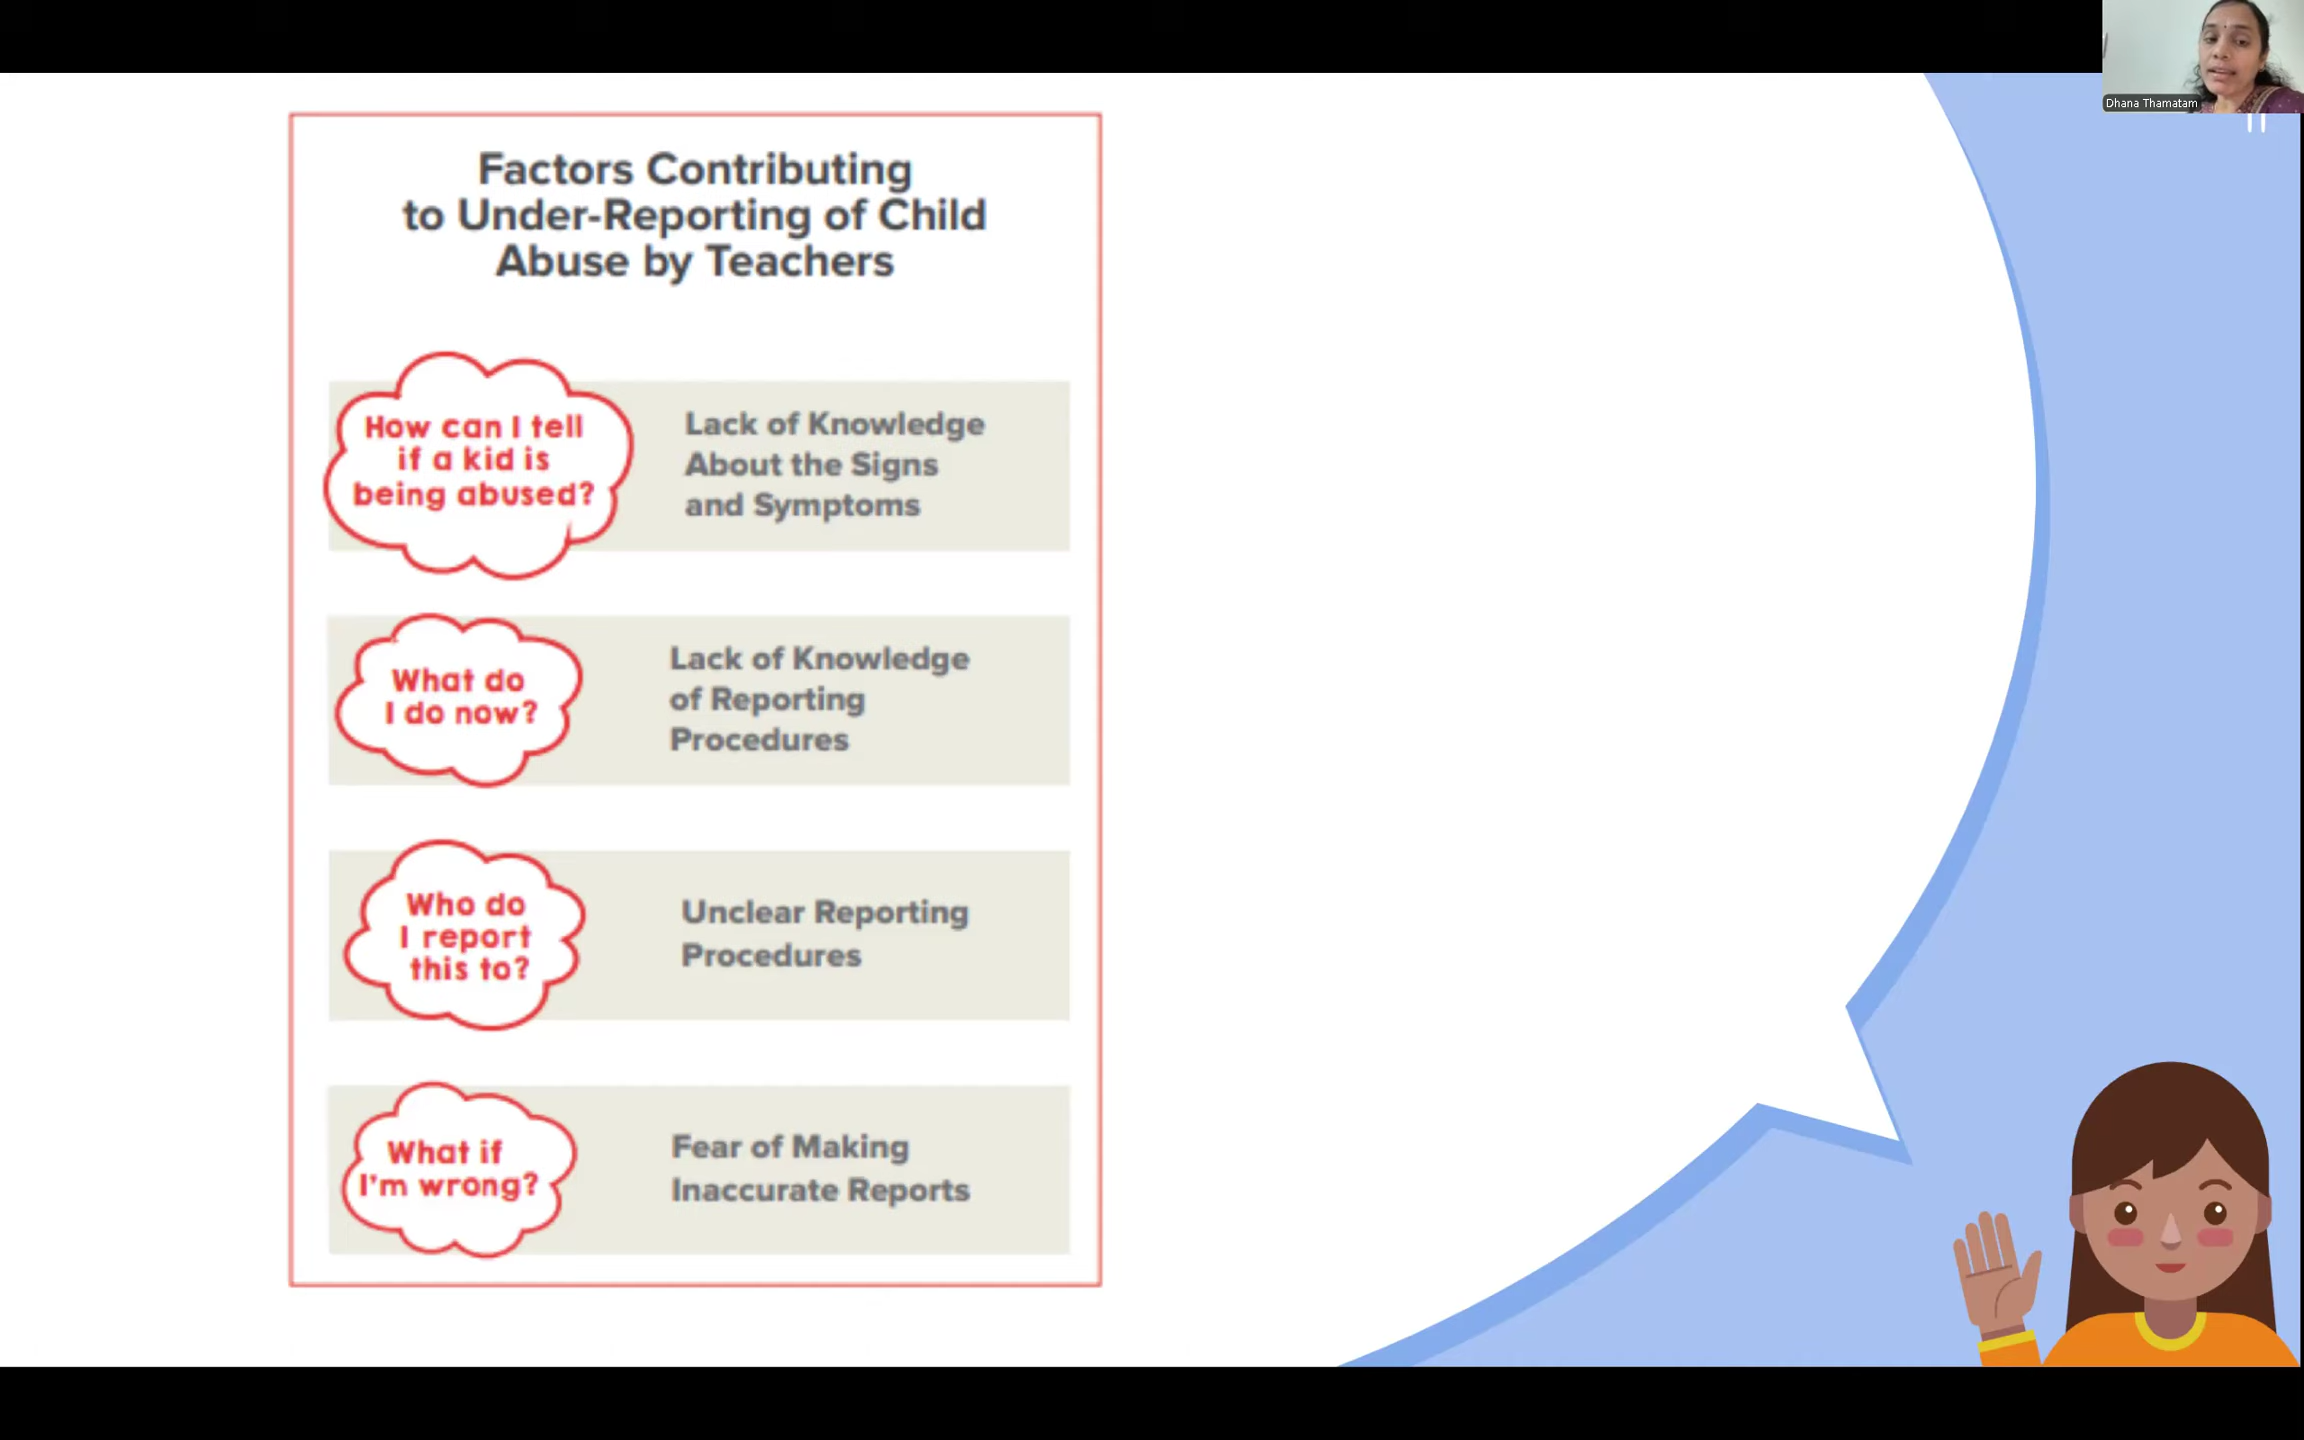 Dhana Thamatam
Factors Contributing
to Under-Reporting of Child
Abuse by Teachers
How can I tell
if a kid is
being abused?
Lack of Knowledge
About the Signs
and Symptoms
What do
I do now?
Lack of Knowledge
of Reporting
Procedures
Who do
I report
this to?
Unclear Reporting
Procedures
What if
I'm wrong?
Fear of Making
Inaccurate Reports